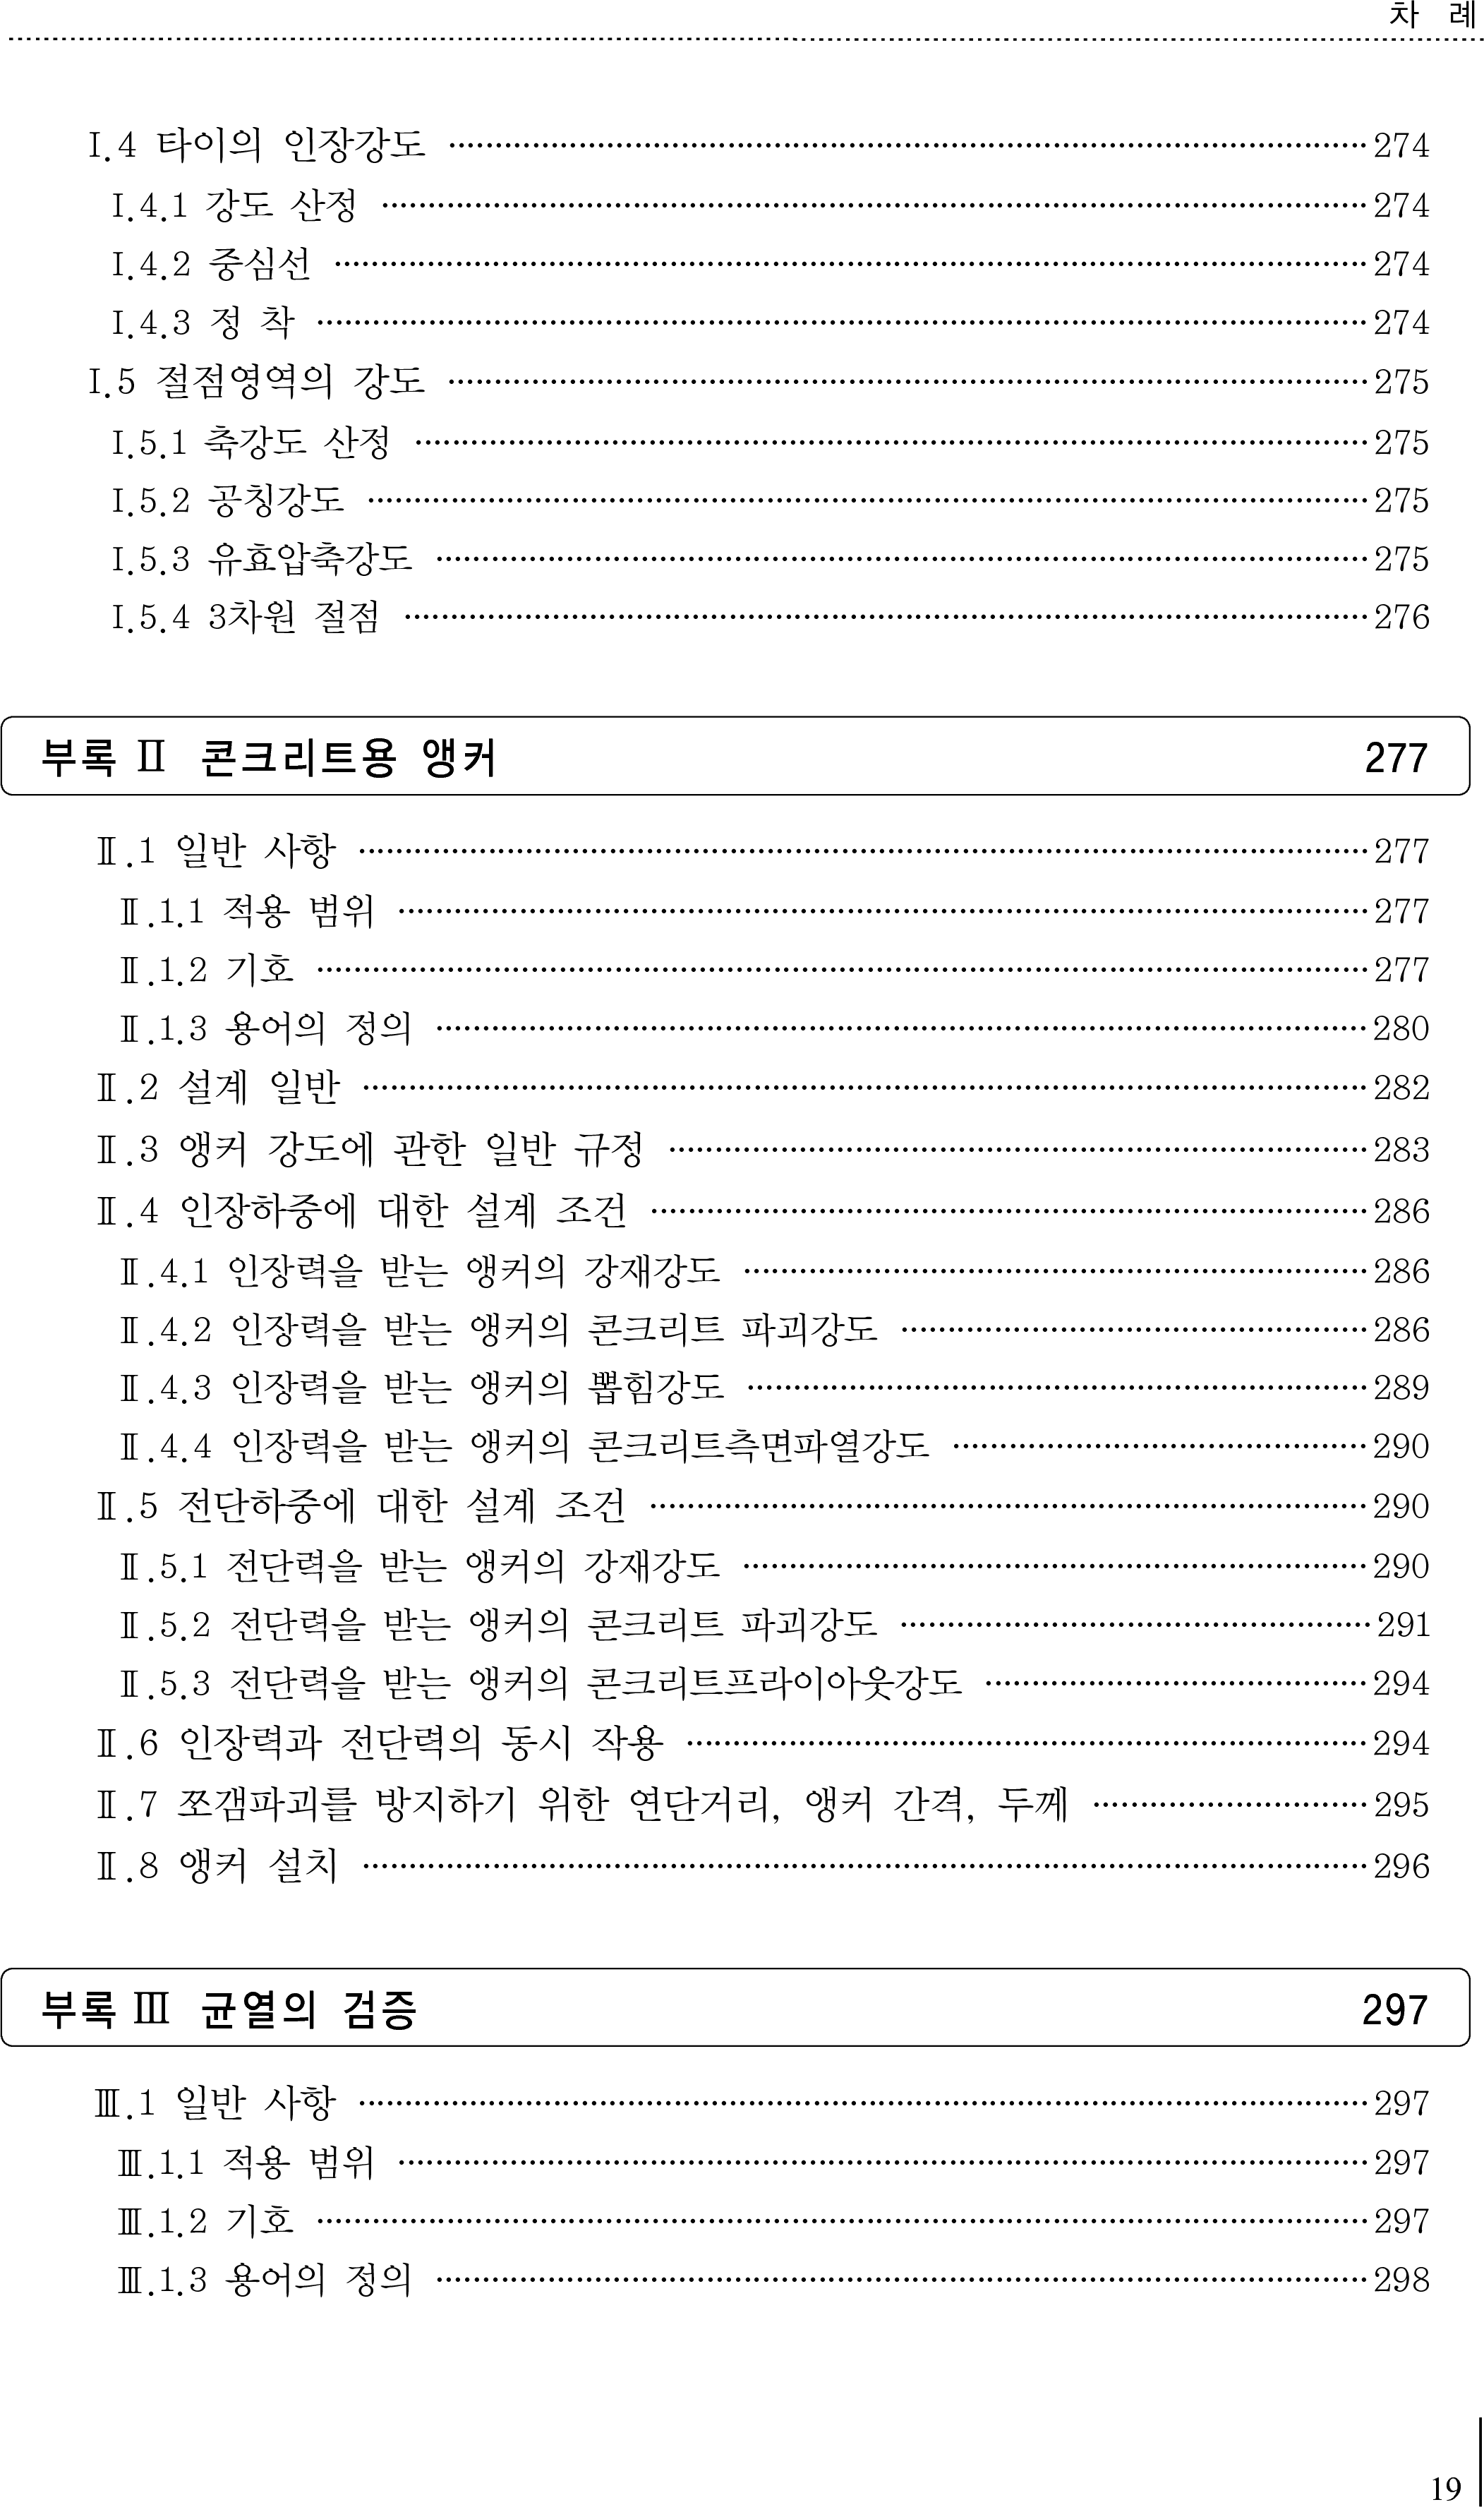 차 례
Ⅰ.4 타이의 인장강도 ………………………………………………… 274
Ⅰ.4.1 강도 산정 ………………………………………………… 274
Ⅰ.4.2 중심선 ………………………………………………… 274
Ⅰ.4.3 정 착 ………………………………………………… 274
Ⅰ.5 절점영역의 강도 ………………………………………………… 275
Ⅰ.5.1 축강도 산정 ………………………………………………… 275
Ⅰ.5.2 공칭강도 ………………………………………………… 275
Ⅰ.5.3 유효압축강도 ………………………………………………… 275
Ⅰ.5.4 3차원 절점 ………………………………………………… 276
부록 Ⅱ 콘크리트용 앵커 277
Ⅱ.1 일반 사항 ………………………………………………… 277
Ⅱ.1.1 적용 범위 ………………………………………………… 277
Ⅱ.1.2 기호 ………………………………………………… 277
Ⅱ.1.3 용어의 정의 ………………………………………………… 280
Ⅱ.2 설계 일반 ………………………………………………… 282
Ⅱ.3 앵커 강도에 관한 일반 규정 ……………………………………… 283
Ⅱ.4 인장하중에 대한 설계 조건 ……………………………………… 286
Ⅱ.4.1 인장력을 받는 앵커의 강재강도 ………………………………… 286
Ⅱ.4.2 인장력을 받는 앵커의 콘크리트 파괴강도 ………………………… 286
Ⅱ.4.3 인장력을 받는 앵커의 뽑힘강도 ………………………………… 289
Ⅱ.4.4 인장력을 받는 앵커의 콘크리트측면파열강도 ……………………… 290
Ⅱ.5 전단하중에 대한 설계 조건 ……………………………………… 290
Ⅱ.5.1 전단력을 받는 앵커의 강재강도 ………………………………… 290
Ⅱ.5.2 전단력을 받는 앵커의 콘크리트 파괴강도 ………………………… 291
Ⅱ.5.3 전단력을 받는 앵커의 콘크리트프라이아웃강도 …………………… 294
Ⅱ.6 인장력과 전단력의 동시 작용 …………………………………… 294
Ⅱ.7 쪼갬파괴를 방지하기 위한 연단거리, 앵커 간격, 두께 ……………… 295
Ⅱ.8 앵커 설치 ………………………………………………… 296
부록 Ⅲ 균열의 검증 297
Ⅲ.1 일반 사항 ………………………………………………… 297
Ⅲ.1.1 적용 범위 ………………………………………………… 297
Ⅲ.1.2 기호 ………………………………………………… 297
Ⅲ.1.3 용어의 정의 ………………………………………………… 298
19